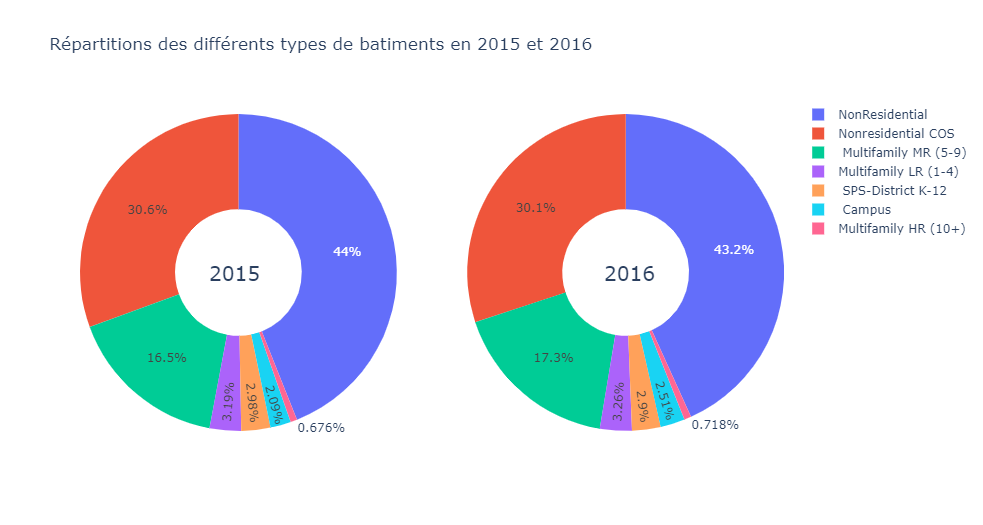 Répartitions des différents types de batiments en 2015 et 2016
NonResidential
Nonresidential COS
Multifamily MR (5-9)
Multifamily LR (1-4)
SPS-District K-12
Campus
Multifamily HR (10+)
30.6%
44%
2015
16.5%
3.19%
2.98%
2.09%
0.676%
30.1%
43.2%
2016
17.3%
3.26%
2.9%
2.51%
0.718%